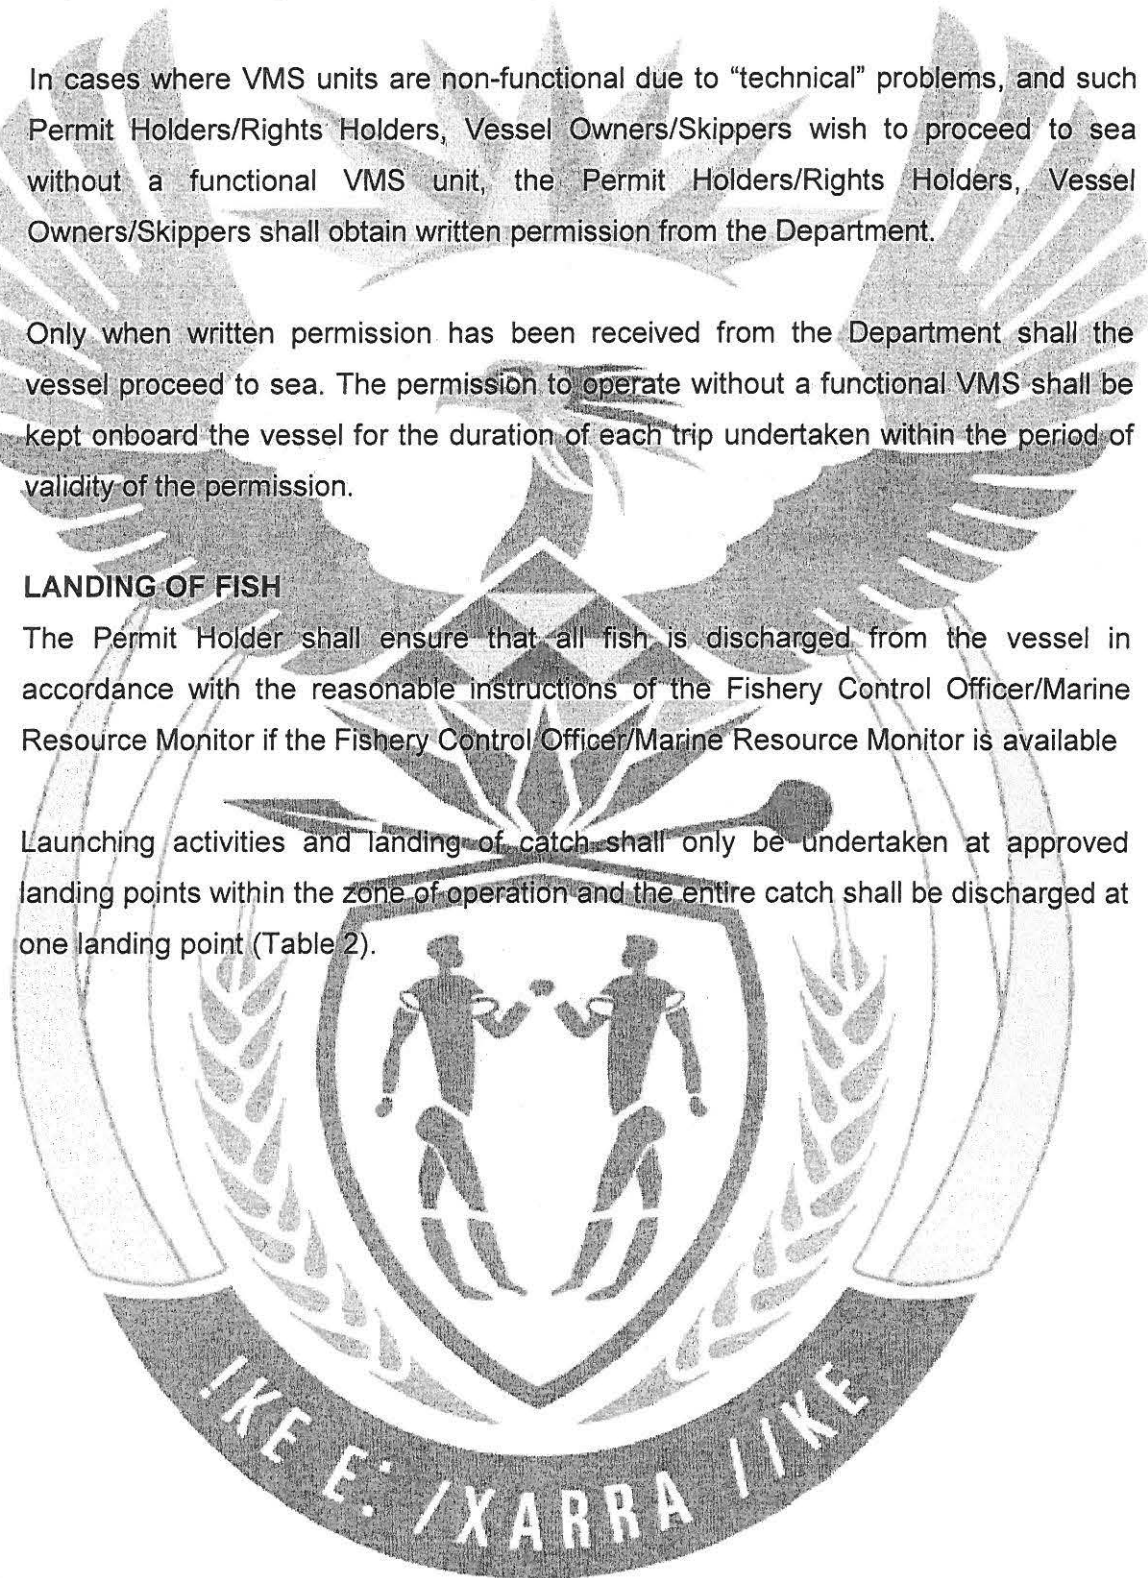 In cases where VMS units are non-functional due to “technical” problems, and such
Permit Holders/Rights Holders, Vessel Owners/Skippers wish to proceed to sea
without a functional VMS unit, the Permit Holders/Rights Holders, Vessel
Owners/Skippers shall obtain written permission from the Department.
Only when written permission has been received from the Department shall the
vessel proceed to sea. The permission to operate without a functional VMS shall be
kept onboard the vessel for the duration of each trip undertaken within the period of
validity of the permission.
LANDING OF FISH
The Permit Holder shall ensure that all fish is discharged from the vessel in
accordance with the reasonable instructions of the Fishery Control Officer/Marine
Resource Monitor if the Fishery Control Officer/Marine Resource Monitor is available
Launching activities and landing of catch shall only be undertaken at approved
landing points within the zone of operation and the entire catch shall be discharged at
one landing point (Table 2).
!KE E: /XARRA //KE